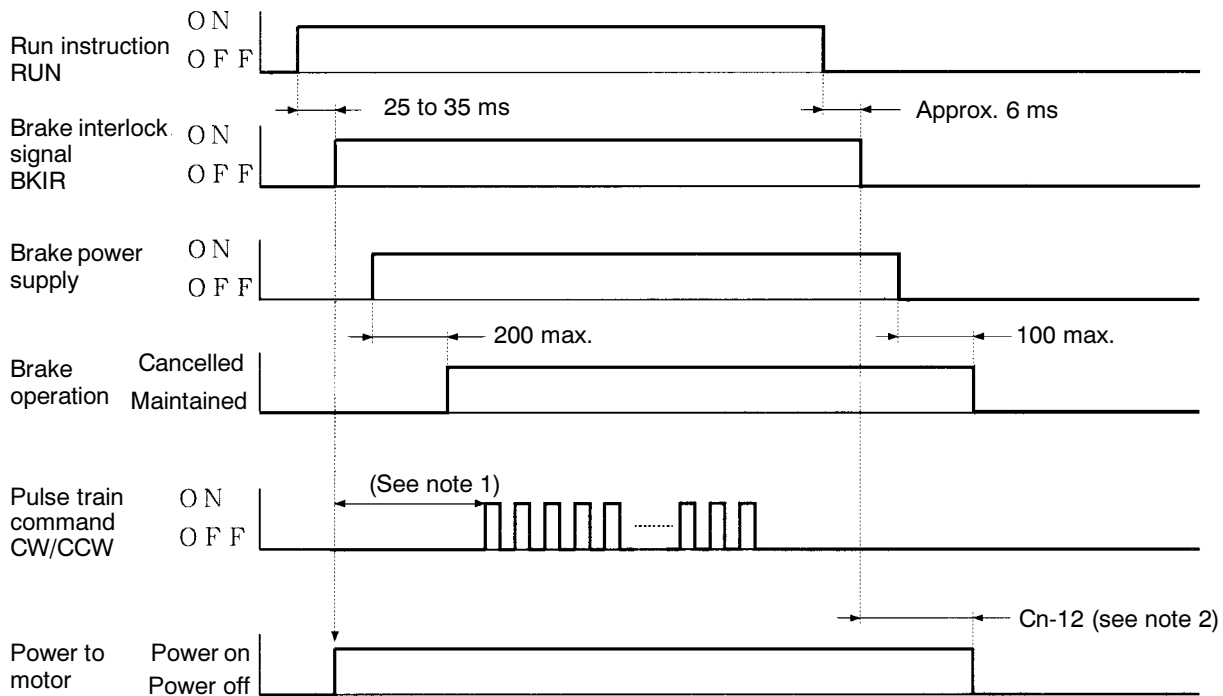 Run instruction
RUN
ON
OFF
25 to 35 ms
Approx. 6 ms
Brake interlock
signal
BKIR
ON
OFF
Brake power
supply
ON
OFF
200 max.
100 max.
Brake
operation
Cancelled
Maintained
(See note 1)
Pulse train
command
CW/CCW
ON
OFF
Cn-12 (see note 2)
Power to
motor
Power on
Power off